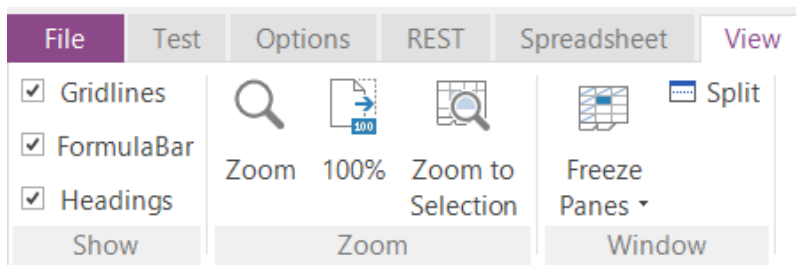 File Test Options REST Spreadsheet View
Gridlines
FormulaBar
Headings
Show
100
Zoom 100% Zoom to
Selection
Zoom
Freeze
Panes
Split
Window